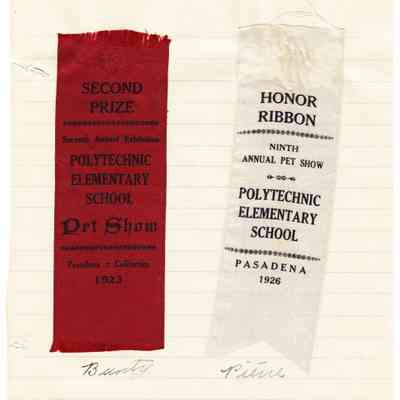 SECOND
PRIZE
Seventh Annual Exhibition
POLYTECHNIC
ELEMENTARY
SCHOOL
Pet Show
Pasadena : California
1923
HONOR
RIBBON
NINTH
ANNUAL PET SHOW
POLYTECHNIC
ELEMENTARY
SCHOOL
PASADENA
1926